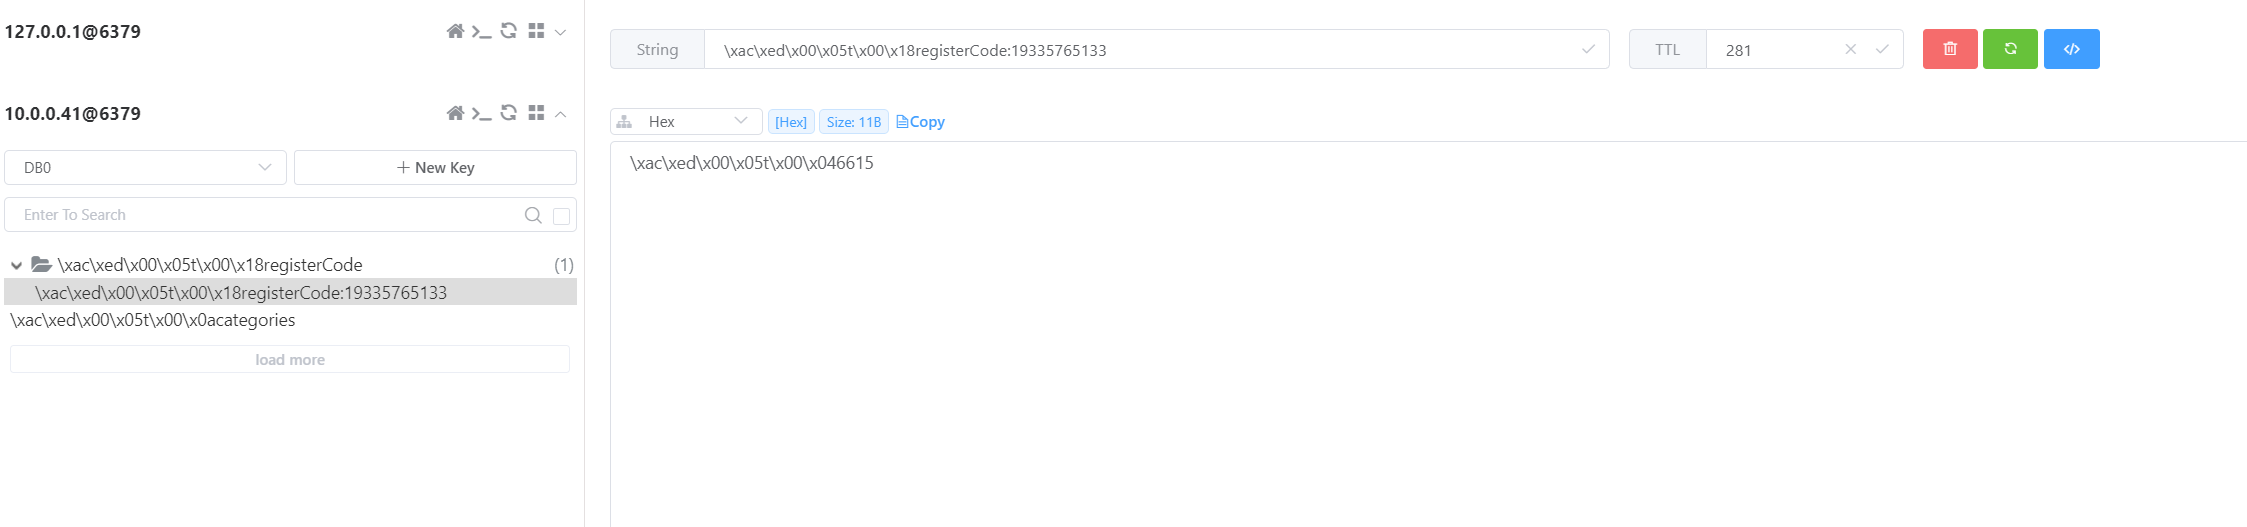 127.0.0.1@6379
10.0.0.41@6379
DB0
+ New Key
Enter To Search
\xac\xed\x00\x05t\x00\x18registerCode (1)
\xac\xed\x00\x05t\x00\x18registerCode:19335765133
\xac\xed\x00\x05t\x00\x0acategories
load more
String \xac\xed\x00\x05t\x00\x18registerCode:19335765133 TTL 281
Hex [Hex] Size: 11B Copy
\xac\xed\x00\x05t\x00\x046615